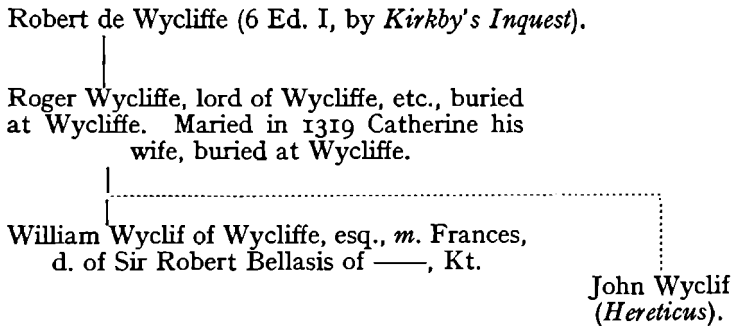 Robert de Wycliffe (6 Ed. I, by Kirkby's Inquest).
Roger Wycliffe, lord of Wycliffe, etc., buried
at Wycliffe. Maried in 1319 Catherine his
wife, buried at Wycliffe.
William Wyclif of Wycliffe, esq., m. Frances,
d. of Sir Robert Bellasis of ——, Kt.
John Wyclif
(Hereticus).